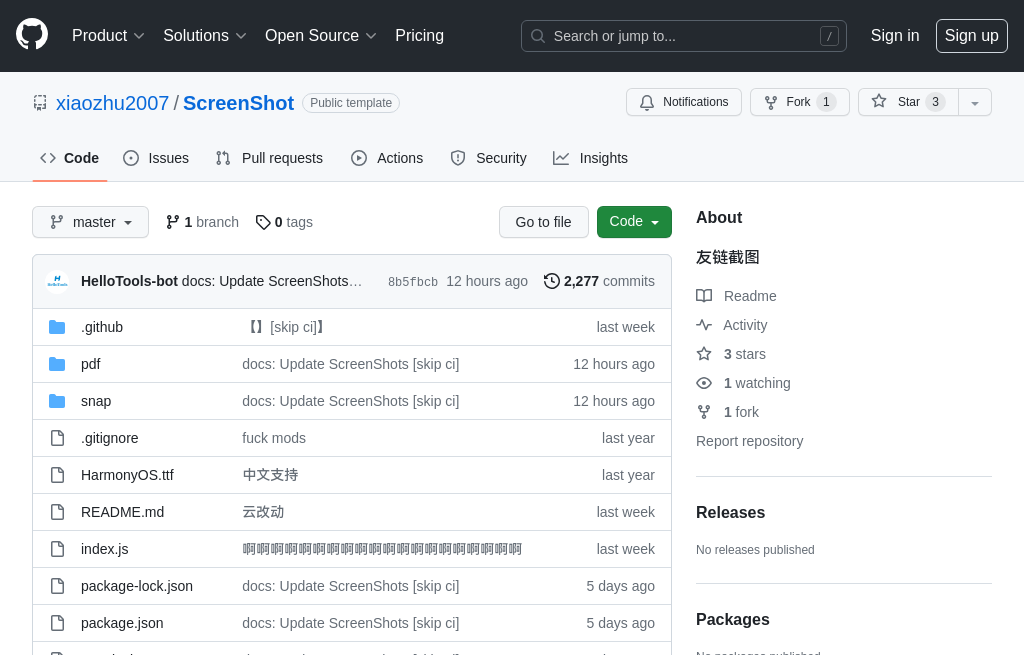 Product Solutions Open Source Pricing Search or jump to... / Sign in Sign up
xiaozhu2007 / ScreenShot Public template Notifications Fork 1 Star 3
Code Issues Pull requests Actions Security Insights
master 1 branch 0 tags Go to file Code
HelloTools-bot docs: Update ScreenShots… 8b5fbcb 12 hours ago 2,277 commits
.github 【】[skip ci]】 last week
pdf docs: Update ScreenShots [skip ci] 12 hours ago
snap docs: Update ScreenShots [skip ci] 12 hours ago
.gitignore fuck mods last year
HarmonyOS.ttf 中文支持 last year
README.md 云改动 last week
index.js 啊啊啊啊啊啊啊啊啊啊啊啊啊啊啊啊啊啊啊啊 last week
package-lock.json docs: Update ScreenShots [skip ci] 5 days ago
package.json docs: Update ScreenShots [skip ci] 5 days ago
About
友链截图
Readme
Activity
3 stars
1 watching
1 fork
Report repository
Releases
No releases published
Packages
No packages published